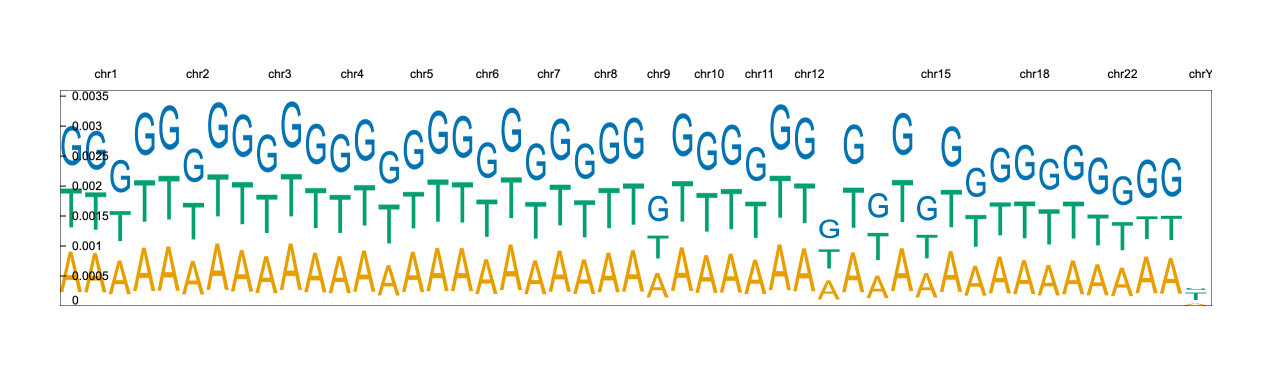 chr1 chr2 chr3 chr4 chr5 chr6 chr7 chr8 chr9 chr10 chr11 chr12 chr15 chr18 chr22 chrY
0.0035
0.003
0.0025
0.002
0.0015
0.001
0.0005
0
G G G G G G G G G G G G G G G G G G G G G G G G G G G G G G G G G G G G G G G G G G G G G G
T T T T T T T T T T T T T T T T T T T T T T T T T T T T T T T T T T T T T T T T T T T T T T T
A A A A A A A A A A A A A A A A A A A A A A A A A A A A A A A A A A A A A A A A A A A A A A